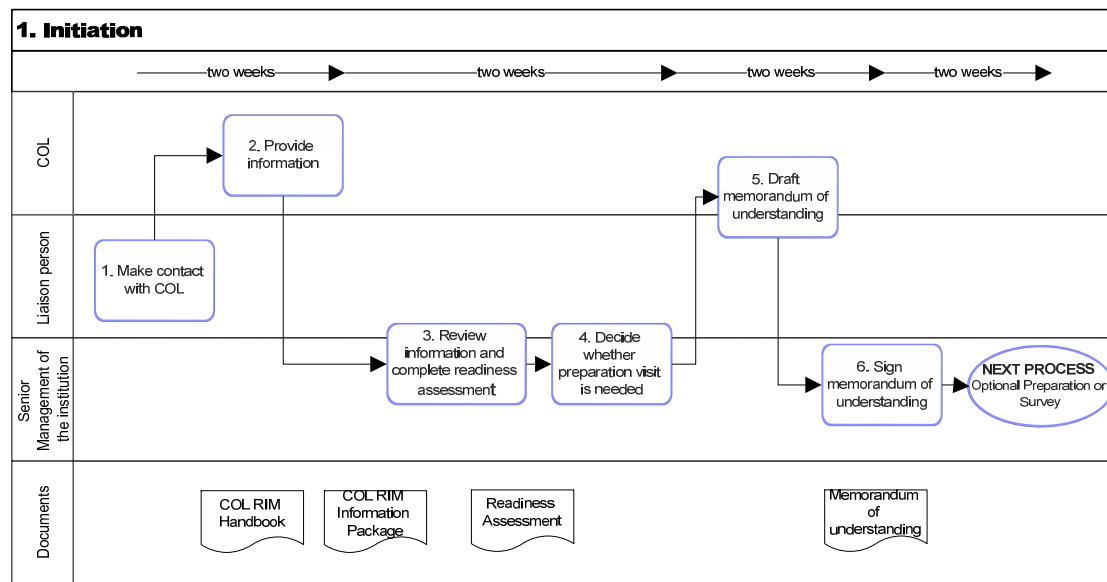 1. Initiation
two weeks
two weeks
two weeks
two weeks
COL
2. Provide
information
5. Draft
memorandum of
understanding
Liaison person
1. Make contact
with COL
Senior
Management of
the institution
3. Review
information and
complete readiness
assessment
4. Decide
whether
preparation visit
is needed
6. Sign
memorandum of
understanding
NEXT PROCESS
Optional Preparation or
Survey
Documents
COL RIM
Handbook
COL RIM
Information
Package
Readiness
Assessment
Memorandum
of
understanding